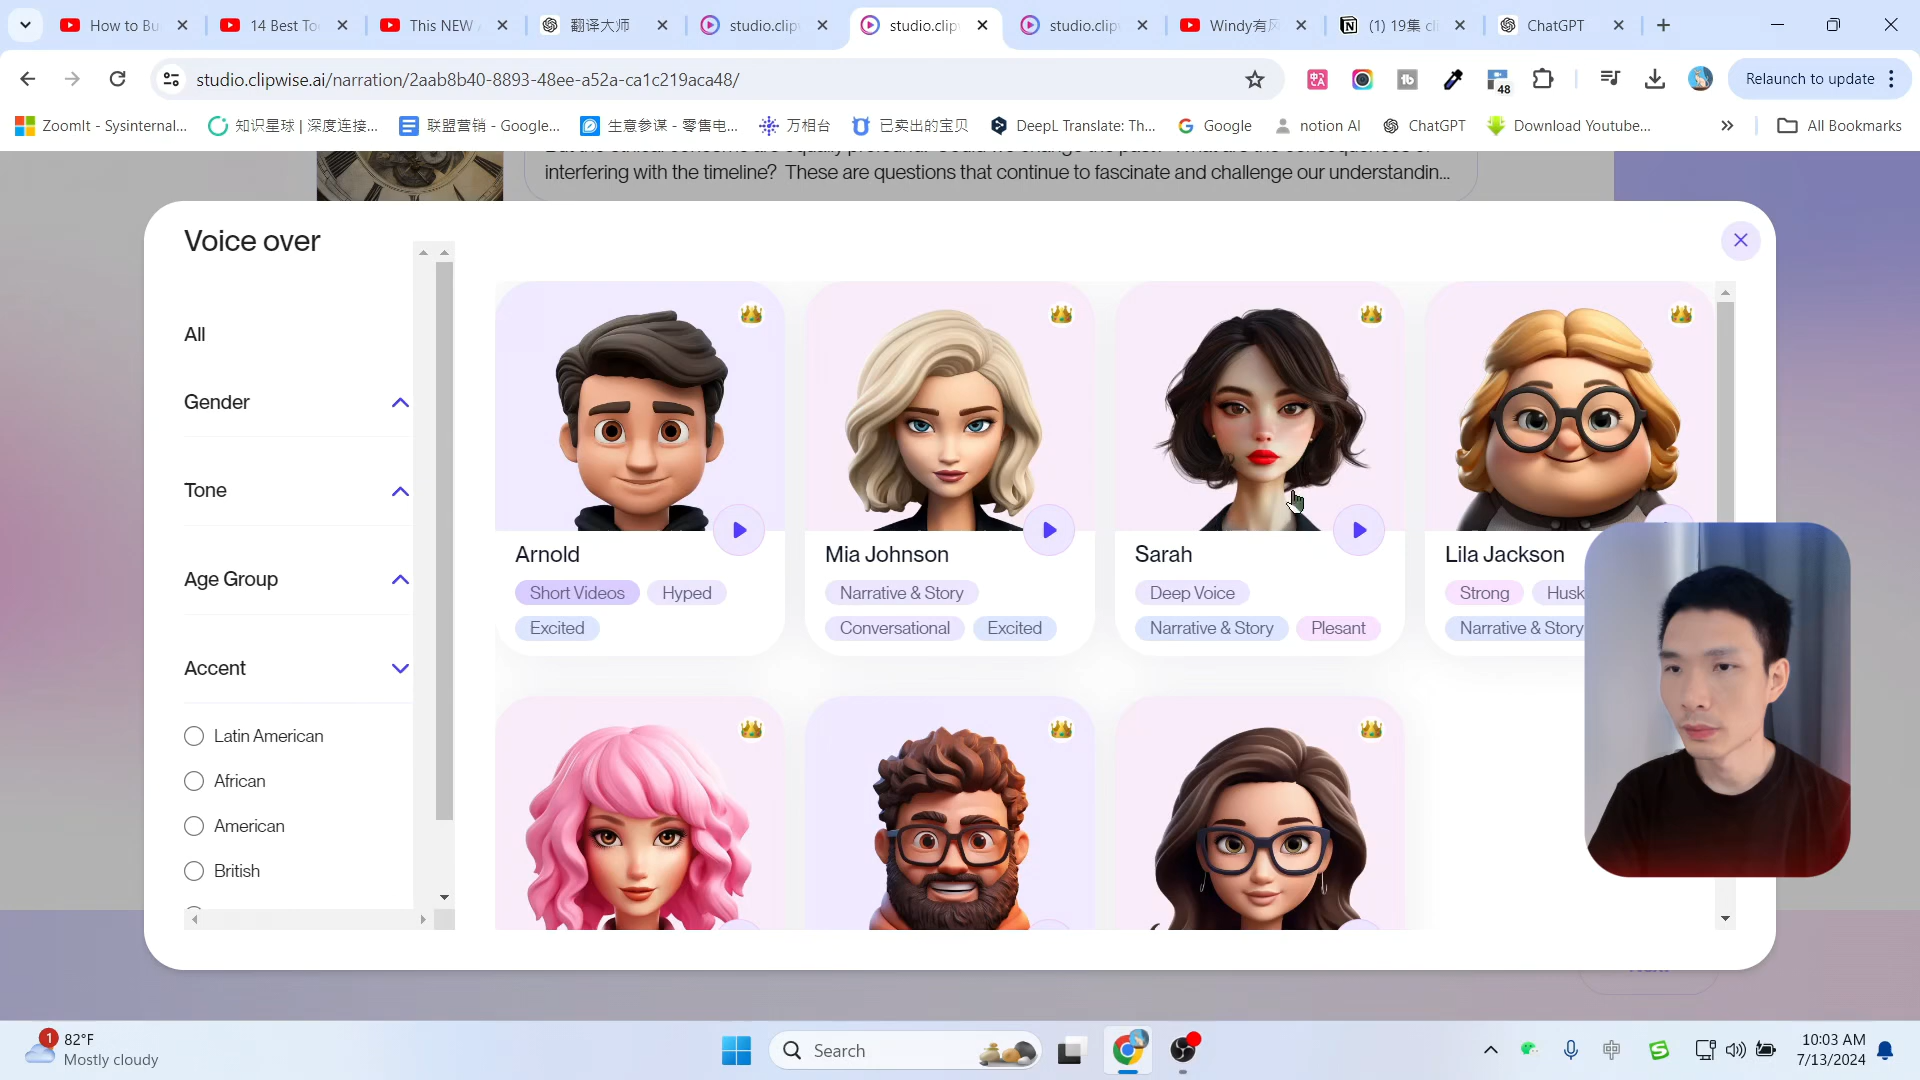 How to Bu
14 Best To
This NEW
翻译大师
studio.clip
studio.clip
studio.clip
Windy有风
(1) 19集 cli
ChatGPT
studio.clipwise.ai/narration/2aab8b40-8893-48ee-a52a-ca1c219aca48/
48
Relaunch to update
ZoomIt - Sysinternal...
知识星球 | 深度连接...
联盟营销 - Google...
生意参谋 - 零售电...
万相台
已卖出的宝贝
DeepL Translate: Th...
Google
notion AI
ChatGPT
Download Youtube...
All Bookmarks
interfering with the timeline? These are questions that continue to fascinate and challenge our understandin...
Voice over
All
Gender
Tone
Age Group
Accent
Latin American
African
American
British
Arnold
Short Videos
Hyped
Excited
Mia Johnson
Narrative & Story
Conversational
Excited
Sarah
Deep Voice
Narrative & Story
Plesant
Lila Jackson
Strong
Husk
Narrative & Story
1
82°F
Mostly cloudy
Search
中
10:03 AM
7/13/2024